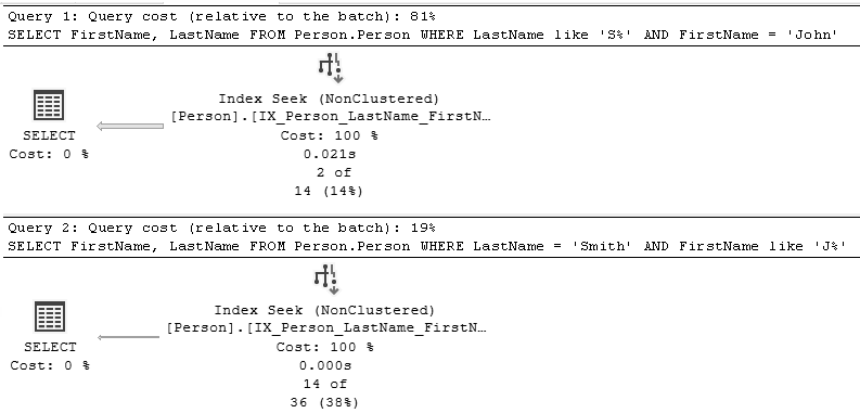 Query 1: Query cost (relative to the batch): 81%
SELECT FirstName, LastName FROM Person.Person WHERE LastName like 'S%' AND FirstName = 'John'
Index Seek (NonClustered)
[Person].[IX_Person_LastName_FirstN…
SELECT
Cost: 100 %
Cost: 0 %
0.021s
2 of
14 (14%)
Query 2: Query cost (relative to the batch): 19%
SELECT FirstName, LastName FROM Person.Person WHERE LastName = 'Smith' AND FirstName like 'J%'
Index Seek (NonClustered)
[Person].[IX_Person_LastName_FirstN…
SELECT
Cost: 100 %
Cost: 0 %
0.000s
14 of
36 (38%)